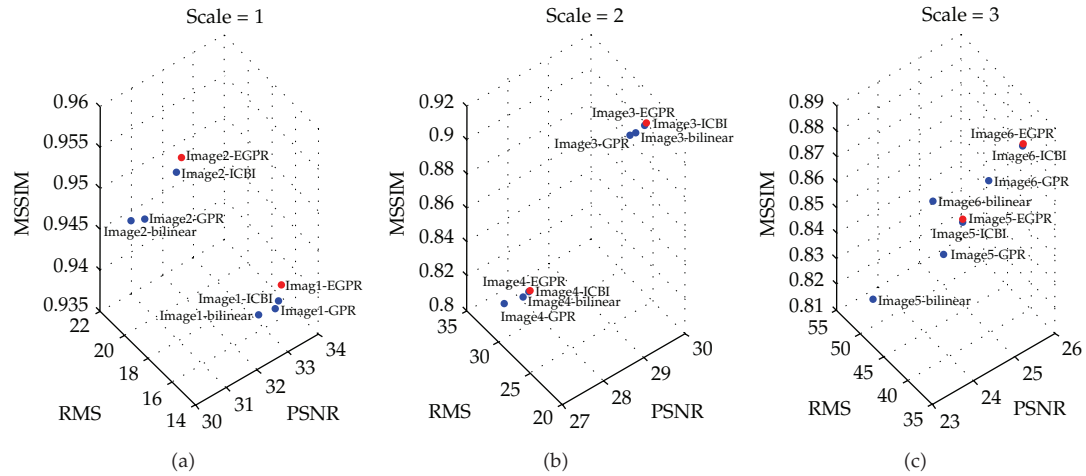 Scale = 1
0.96
0.955
0.95
0.945
0.94
0.935
MSSIM
Image2-EGPR
Image2-ICBI
Image2-GPR
Image2-bilinear
Imag1-EGPR
Image1-ICBI
Image1-GPR
Image1-bilinear
22
20
18
16
14
RMS
30
31
32
33
34
PSNR
(a)
Scale = 2
0.92
0.9
0.88
0.86
0.84
0.82
0.8
MSSIM
Image3-EGPR
Image3-ICBI
Image3-bilinear
Image3-GPR
Image4-EGPR
Image4-ICBI
Image4-bilinear
Image4-GPR
35
30
25
20
RMS
27
28
29
30
PSNR
(b)
Scale = 3
0.89
0.88
0.87
0.86
0.85
0.84
0.83
0.82
0.81
MSSIM
Image6-EGPR
Image6-ICBI
Image6-GPR
Image6-bilinear
Image5-EGPR
Image5-ICBI
Image5-GPR
Image5-bilinear
55
50
45
40
35
RMS
23
24
25
26
PSNR
(c)